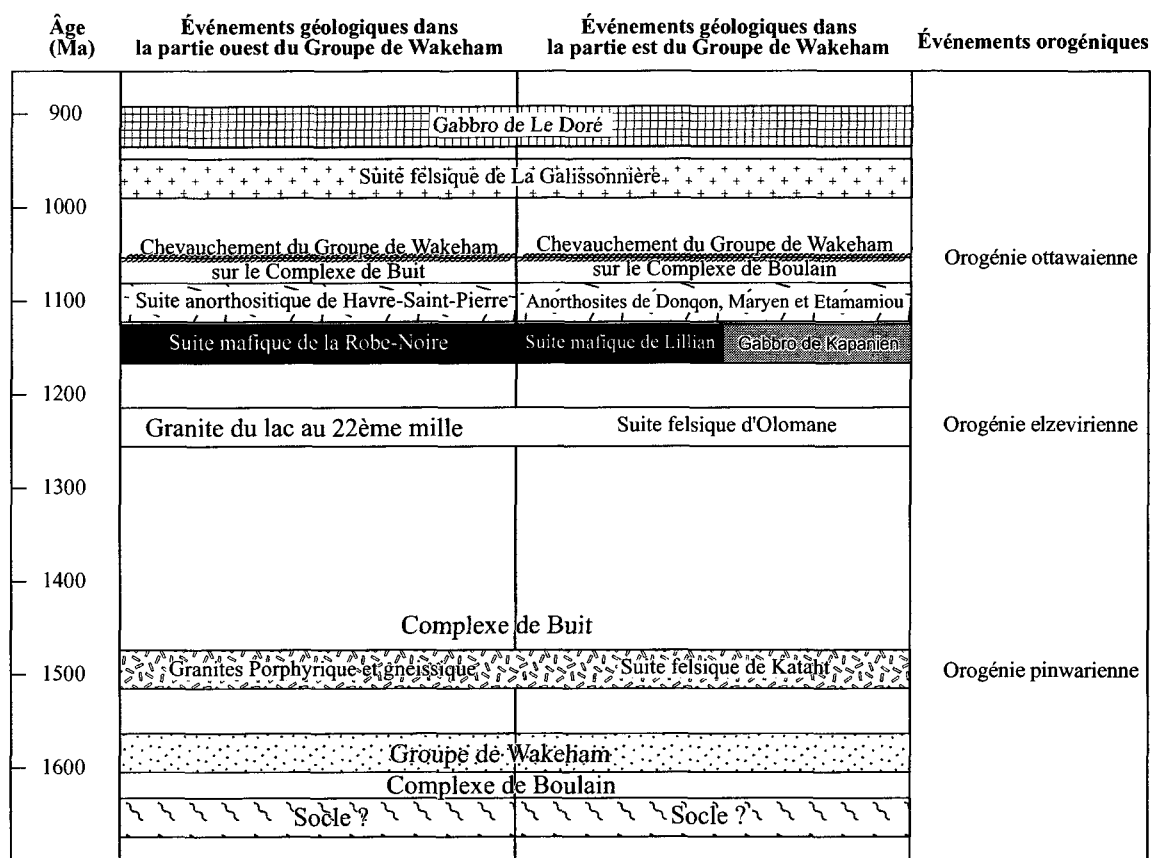 Âge
(Ma)
Événements géologiques dans
la partie ouest du Groupe de Wakeham
Événements géologiques dans
la partie est du Groupe de Wakeham
Événements orogéniques
900
Gabbro de Le Doré
Suite felsique de La Galissonnière
1000
Chevauchement du Groupe de Wakeham
sur le Complexe de Buit
Chevauchement du Groupe de Wakeham
sur le Complexe de Boulain
Orogénie ottawaienne
1100
Suite anorthositique de Havre-Saint-Pierre
Anorthosites de Donqon, Maryen et Etamamiou
Suite mafique de la Robe-Noire
Suite mafique de Lillian
Gabbro de Kapanien
1200
Granite du lac au 22ème mille
Suite felsique d'Olomane
Orogénie elzevirienne
1300
1400
Complexe de Buit
Granites Porphyrique et gneissique
Suite felsique de Kataht
1500
Orogénie pinwarienne
Groupe de Wakeham
1600
Complexe de Boulain
Socle ?
Socle ?